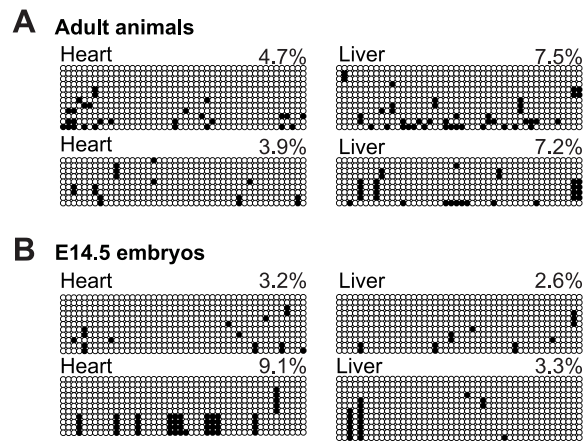 A Adult animals
Heart 4.7% Liver 7.5%
Heart 3.9% Liver 7.2%
B E14.5 embryos
Heart 3.2% Liver 2.6%
Heart 9.1% Liver 3.3%